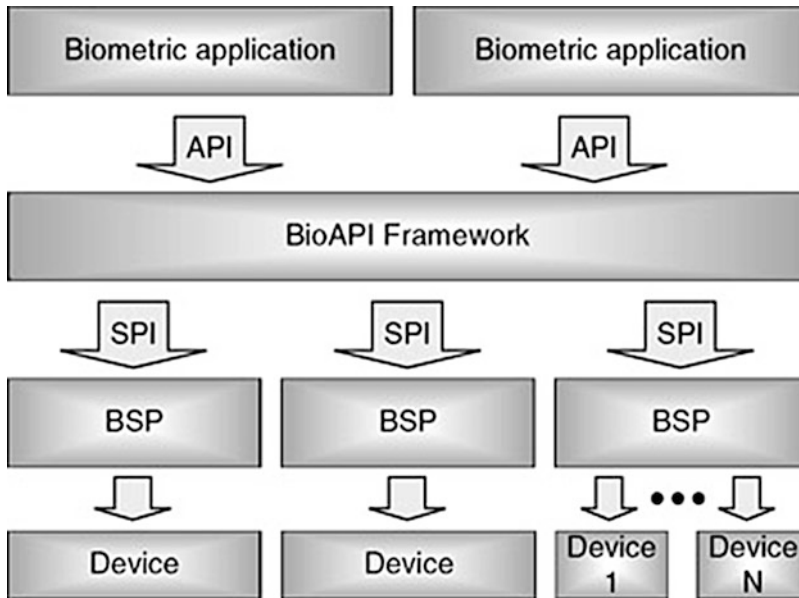 Biometric application
Biometric application
API
API
BioAPI Framework
SPI
SPI
SPI
BSP
BSP
BSP
Device
Device
Device
1
Device
N